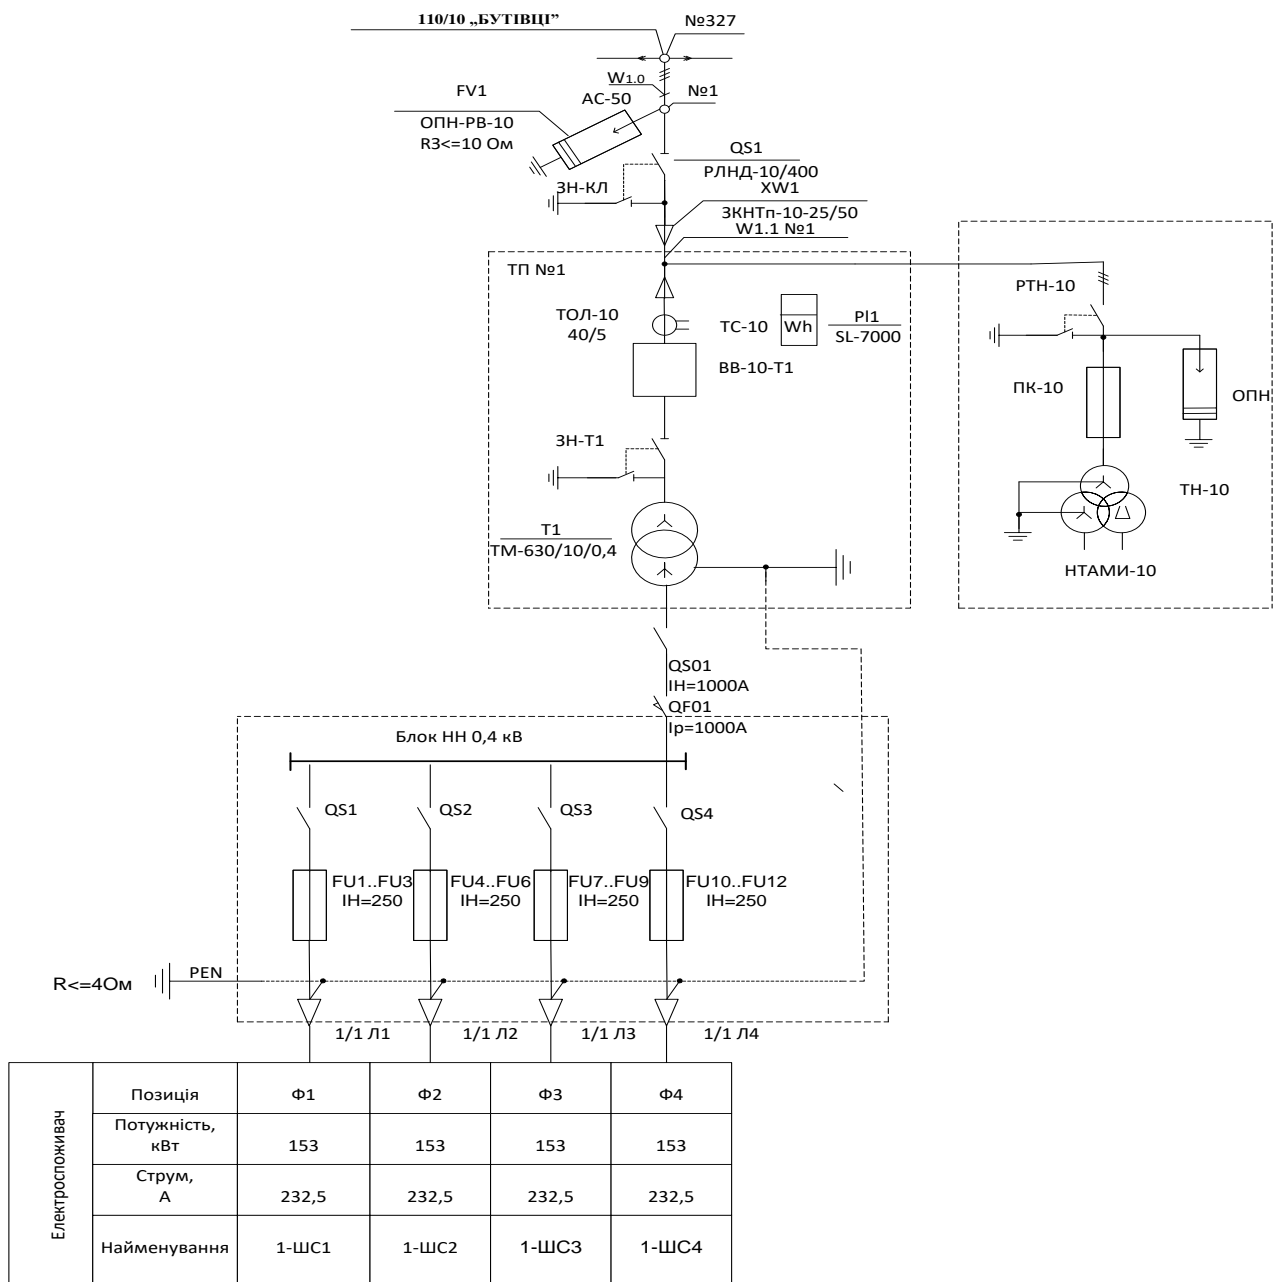 110/10 „БУТІВЦІ”
№327
W1.0
FV1
АС-50
№1
ОПН-РВ-10
RЗ<=10 Ом
QS1
РЛНД-10/400
ЗН-КЛ
XW1
ЗКНТп-10-25/50
W1.1 №1
ТП №1
РТН-10
ТОЛ-10
40/5
ТС-10
Wh
PI1
SL-7000
ВВ-10-Т1
ПК-10
ОПН
ЗН-Т1
ТН-10
Т1
ТМ-630/10/0,4
НТАМИ-10
QS01
ІН=1000А
QF01
Ір=1000А
Блок НН 0,4 кВ
QS1
QS2
QS3
QS4
FU1..FU3
ІН=250
FU4..FU6
ІН=250
FU7..FU9
ІН=250
FU10..FU12
ІН=250
R<=4Ом
PEN
1/1 Л1
1/1 Л2
1/1 Л3
1/1 Л4
Електроспоживач
Позиція
Ф1
Ф2
Ф3
Ф4
Потужність,
кВт
153
153
153
153
Струм,
А
232,5
232,5
232,5
232,5
Найменування
1-ШС1
1-ШС2
1-ШС3
1-ШС4